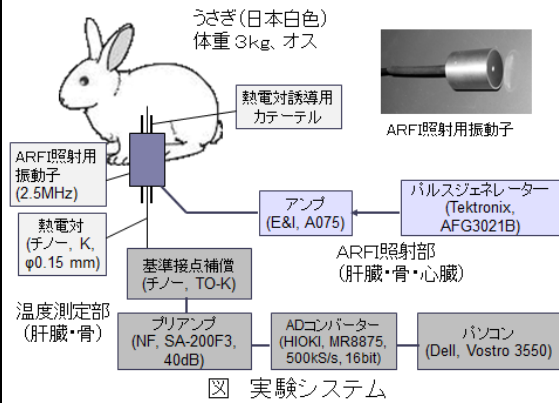 うさぎ(日本白色)
体重3kg、オス
熱電対誘導用
カテーテル
ARFI照射用振動子
ARFI照射用
振動子
(2.5MHz)
アンプ
(E&I, A075)
パルスジェネレーター
(Tektronix,
AFG3021B)
熱電対
(チノー, K,
φ0.15 mm)
ARFI照射部
(肝臓・骨・心臓)
基準接点補償
(チノー, TO-K)
温度測定部
(肝臓・骨)
プリアンプ
(NF, SA-200F3,
40dB)
ADコンバーター
(HIOKI, MR8875,
500kS/s, 16bit)
パソコン
(Dell, Vostro 3550)
図 実験システム